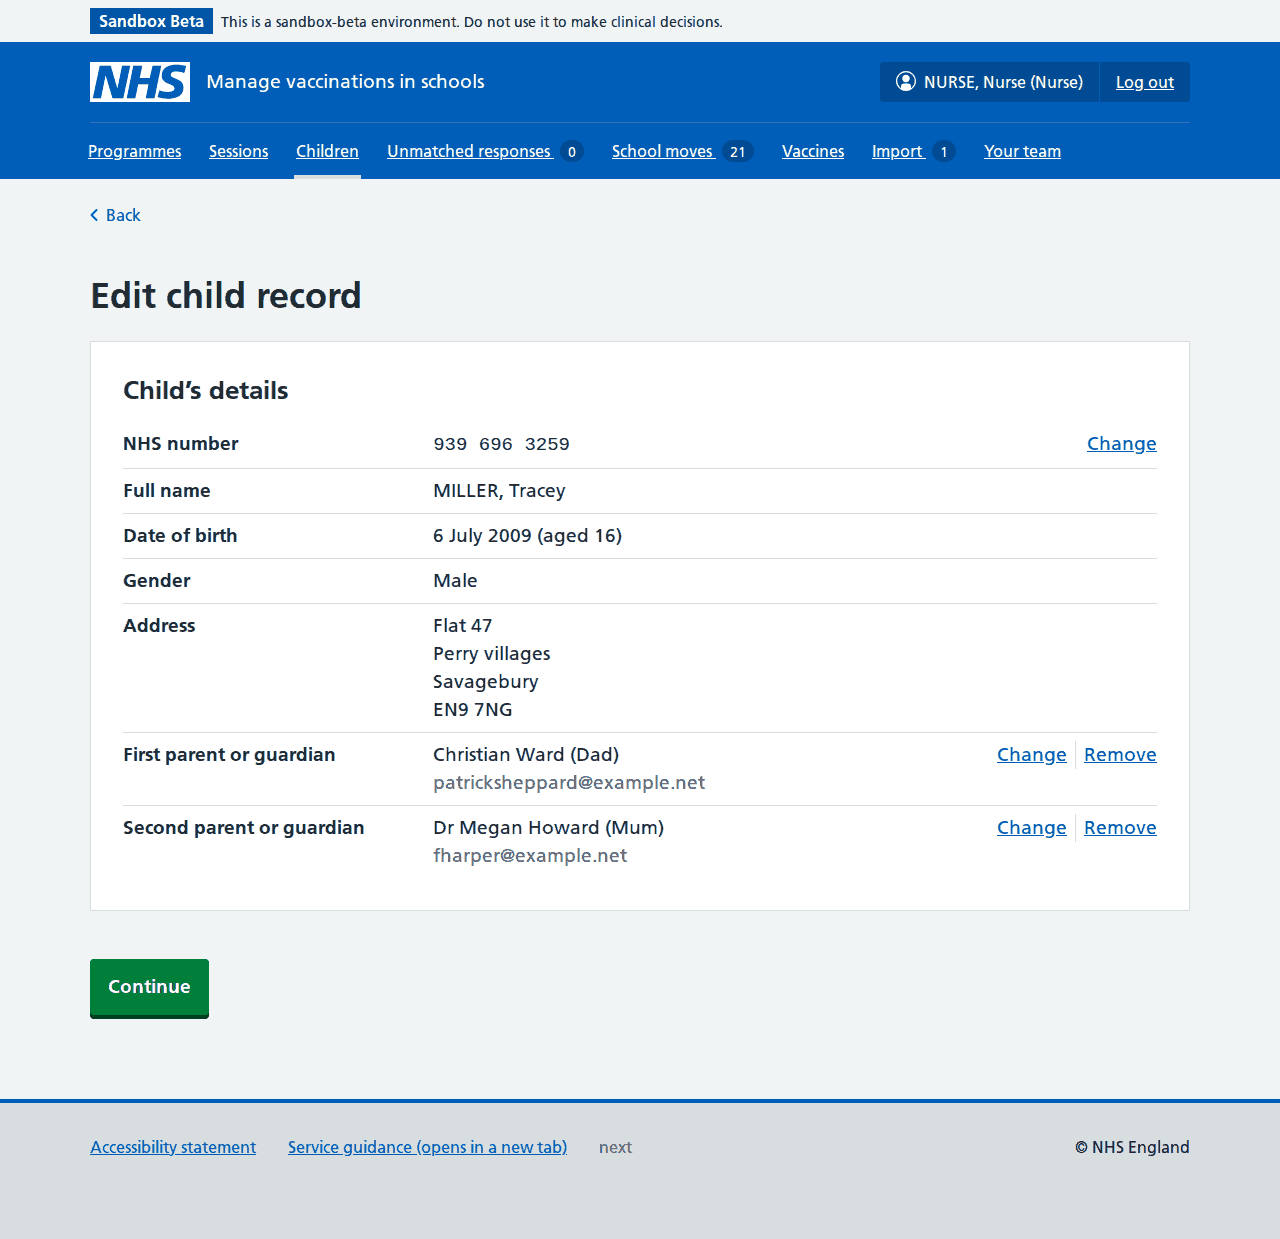 Sandbox Beta This is a sandbox-beta environment. Do not use it to make clinical decisions.
NHS Manage vaccinations in schools NURSE, Nurse (Nurse) Log out
Programmes Sessions Children Unmatched responses 0 School moves 21 Vaccines Import 1 Your team
Back
Edit child record
Child’s details
NHS number 939 696 3259 Change
Full name MILLER, Tracey
Date of birth 6 July 2009 (aged 16)
Gender Male
Address Flat 47
Perry villages
Savagebury
EN9 7NG
First parent or guardian Christian Ward (Dad) Change Remove
patricksheppard@example.net
Second parent or guardian Dr Megan Howard (Mum) Change Remove
fharper@example.net
Continue
Accessibility statement Service guidance (opens in a new tab) next © NHS England